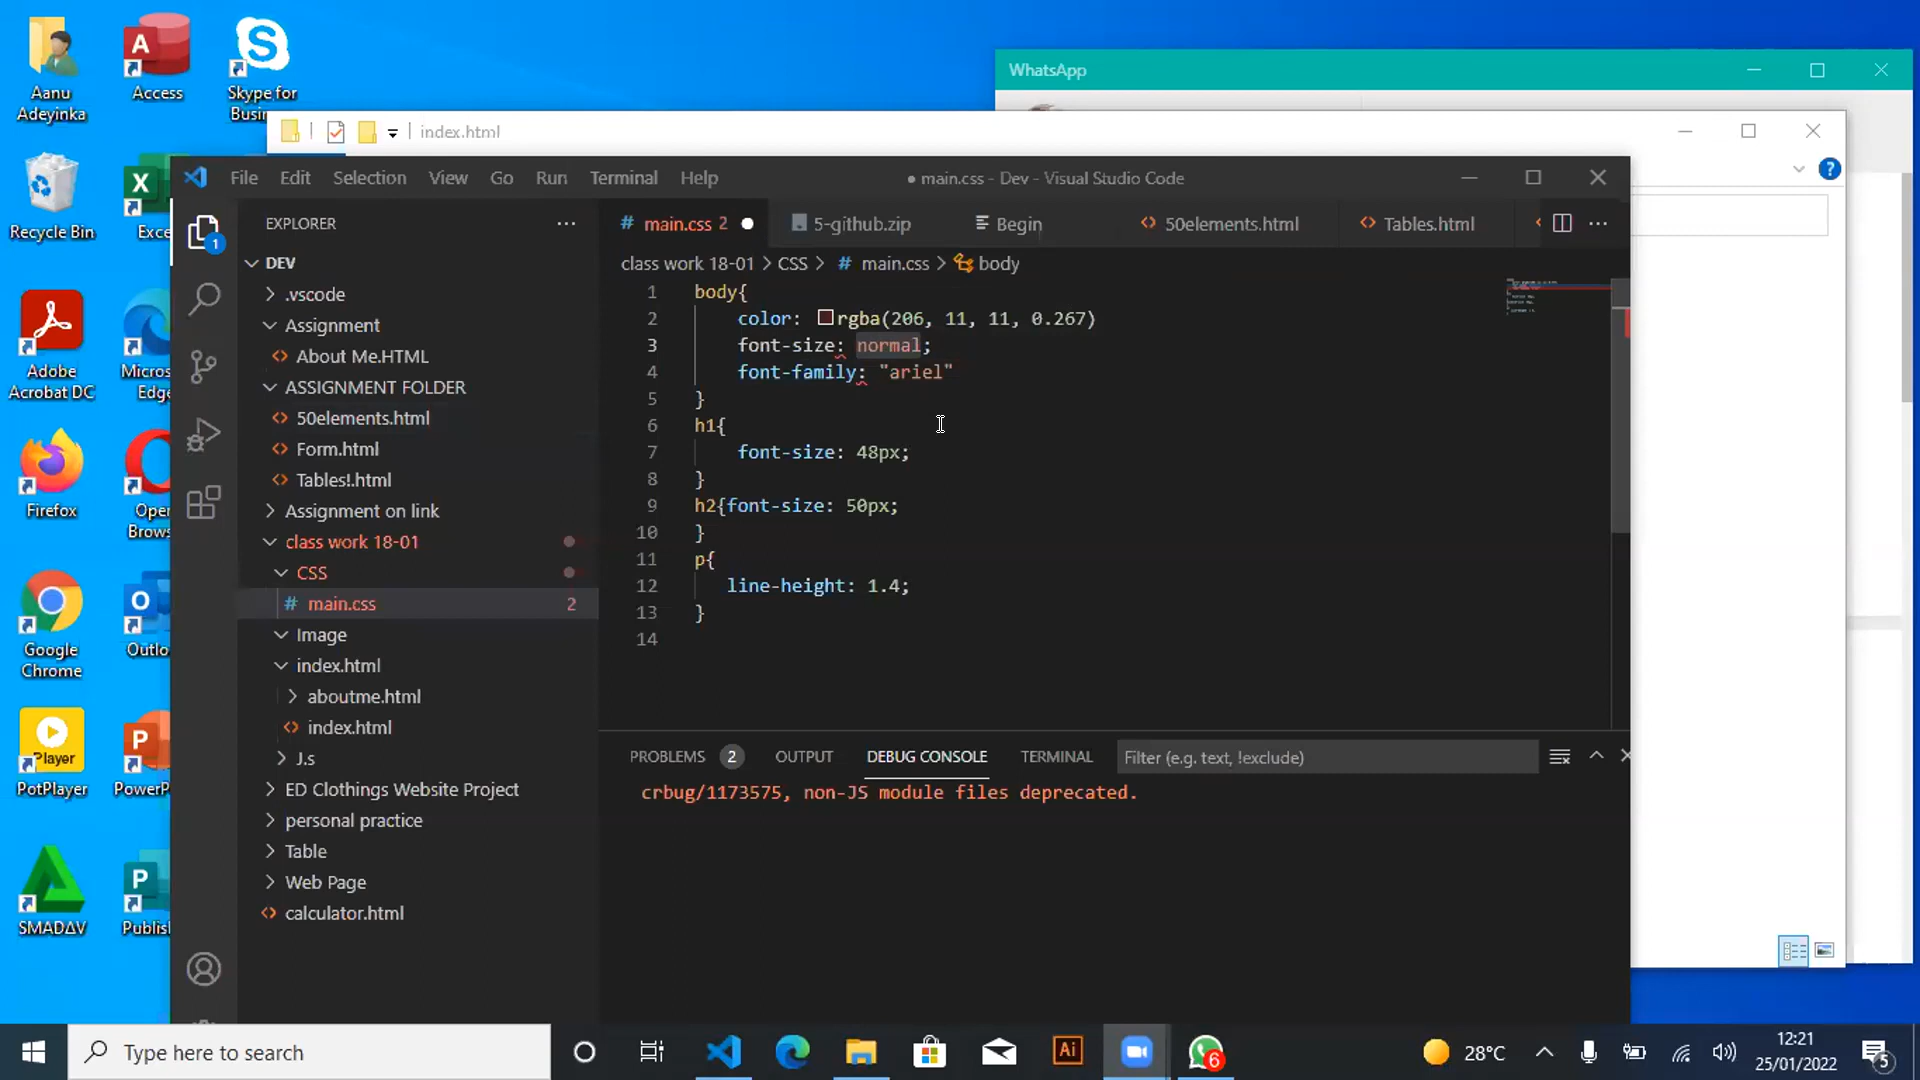 Aanu Adeyinka
Access
Skype for Busin
Recycle Bin
Exce
Adobe Acrobat DC
Micros Edg
Firefox
Oper Brows
Google Chrome
Outlo
PotPlayer
PowerP
SMADAV
Publis
WhatsApp
index.html
File Edit Selection View Go Run Terminal Help
● main.css - Dev - Visual Studio Code
EXPLORER
DEV
.vscode
Assignment
About Me.HTML
ASSIGNMENT FOLDER
50elements.html
Form.html
Tables!.html
Assignment on link
class work 18-01
CSS
# main.css 2
Image
index.html
aboutme.html
index.html
J.s
ED Clothings Website Project
personal practice
Table
Web Page
calculator.html
# main.css 2 5-github.zip Begin 50elements.html Tables.html
class work 18-01 > CSS > # main.css > body
1 body{
2 color: rgba(206, 11, 11, 0.267)
3 font-size: normal;
4 font-family: "ariel"
5 }
6 h1{
7 font-size: 48px;
8 }
9 h2{font-size: 50px;
10 }
11 p{
12 line-height: 1.4;
13 }
14
PROBLEMS 2 OUTPUT DEBUG CONSOLE TERMINAL Filter (e.g. text, !exclude)
crbug/1173575, non-JS module files deprecated.
Type here to search
Ai
6
28°C
12:21
25/01/2022
5